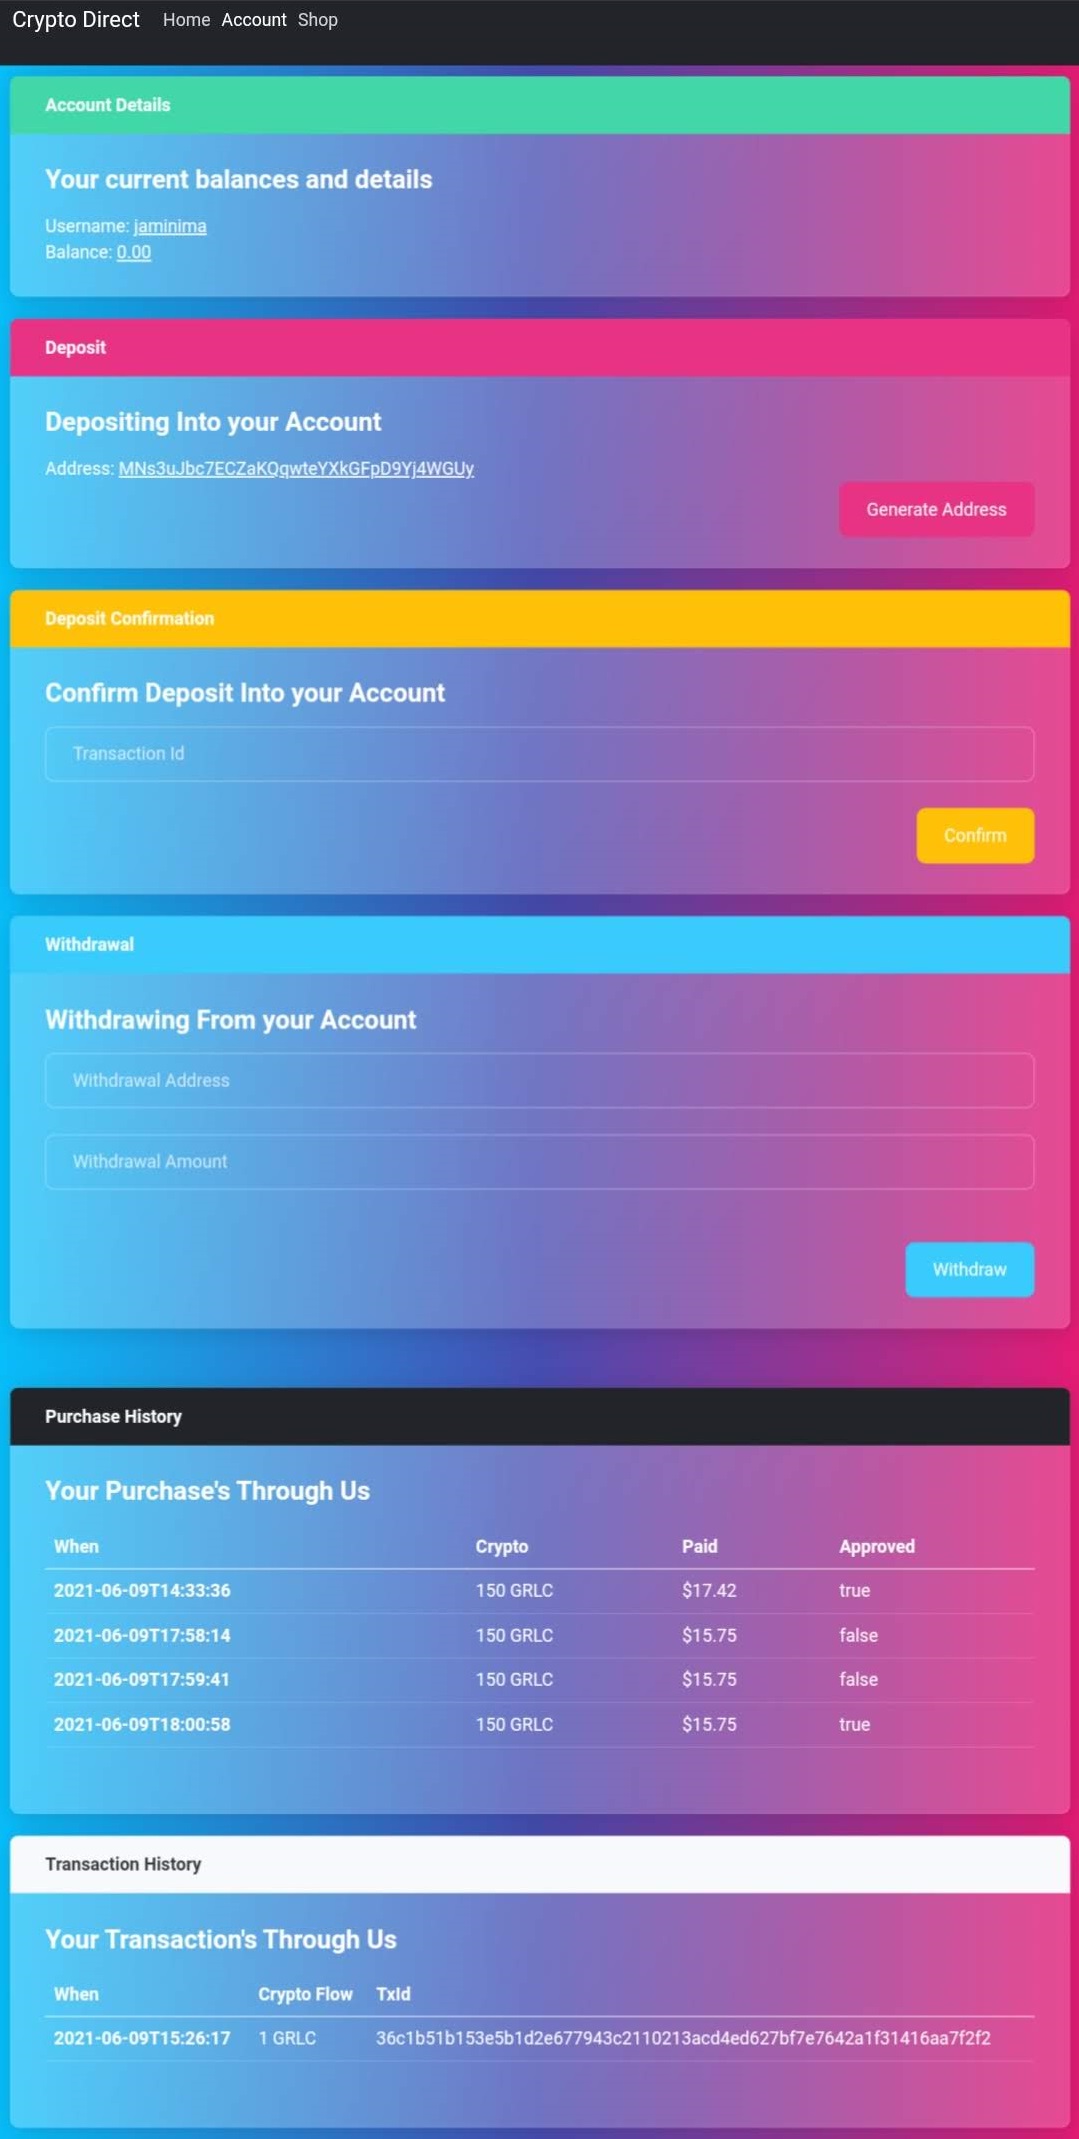 Crypto Direct Home Account Shop
Account Details
Your current balances and details
Username: jaminima
Balance: 0.00
Deposit
Depositing Into your Account
Address: MNs3uJbc7ECZaKQqwteYXkGFpD9Yj4WGUy
Generate Address
Deposit Confirmation
Confirm Deposit Into your Account
Transaction Id
Confirm
Withdrawal
Withdrawing From your Account
Withdrawal Address
Withdrawal Amount
Withdraw
Purchase History
Your Purchase's Through Us
When Crypto Paid Approved
2021-06-09T14:33:36 150 GRLC $17.42 true
2021-06-09T17:58:14 150 GRLC $15.75 false
2021-06-09T17:59:41 150 GRLC $15.75 false
2021-06-09T18:00:58 150 GRLC $15.75 true
Transaction History
Your Transaction's Through Us
When Crypto Flow TxId
2021-06-09T15:26:17 1 GRLC 36c1b51b153e5b1d2e677943c2110213acd4ed627bf7e7642a1f31416aa7f2f2